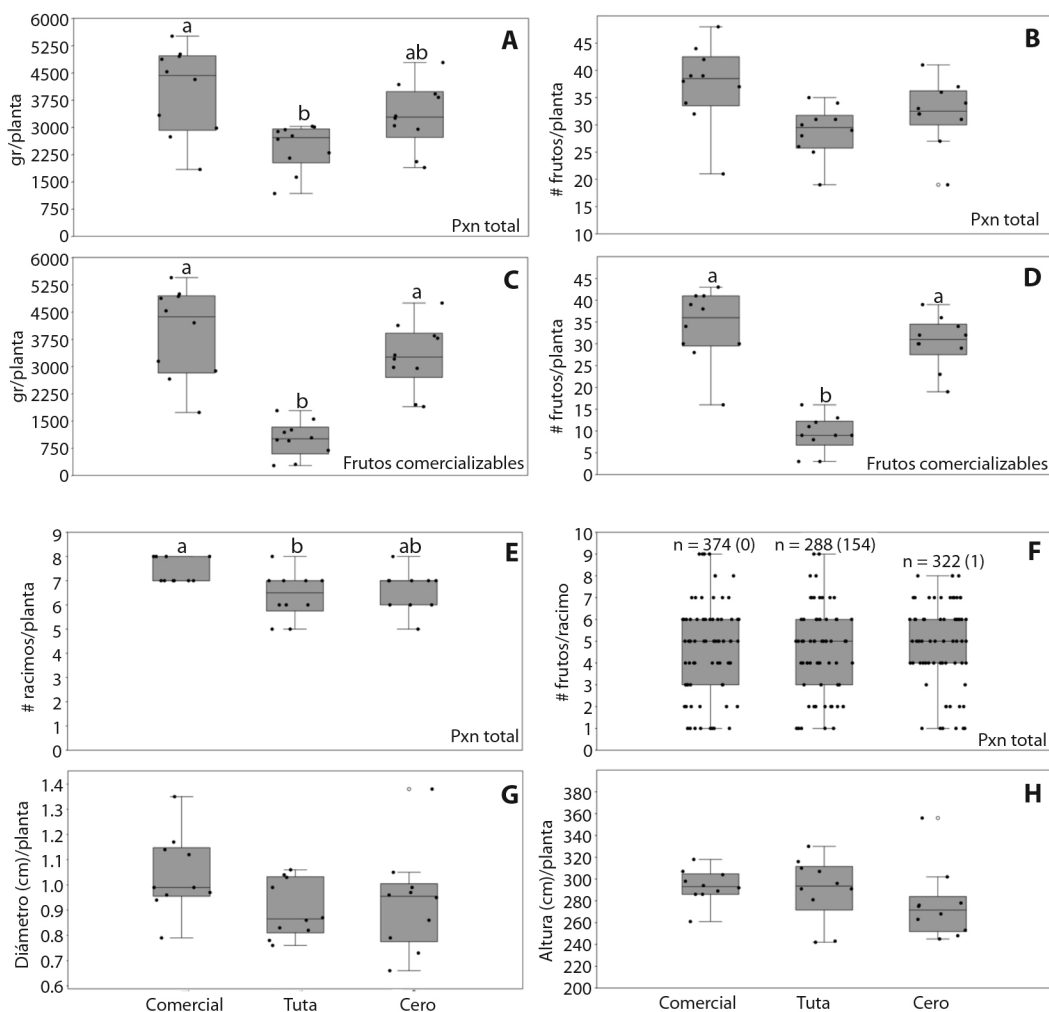 A
gr/planta
6000
5250
4500
3750
3000
2250
1500
750
0
a
b
ab
Pxn total
B
# frutos/planta
45
40
35
30
25
20
15
10
Pxn total
C
gr/planta
6000
5250
4500
3750
3000
2250
1500
750
0
a
b
a
Frutos comercializables
D
# frutos/planta
45
40
35
30
25
20
15
10
5
0
a
b
a
Frutos comercializables
E
# racimos/planta
9
8
7
6
5
4
3
2
1
0
a
b
ab
Pxn total
F
# frutos/racimo
10
9
8
7
6
5
4
3
2
1
0
n = 374 (0)
n = 288 (154)
n = 322 (1)
Pxn total
G
Diámetro (cm)/planta
1.4
1.3
1.2
1.1
1.0
0.9
0.8
0.7
0.6
Comercial
Tuta
Cero
H
Altura (cm)/planta
380
360
340
320
300
280
260
240
220
200
Comercial
Tuta
Cero